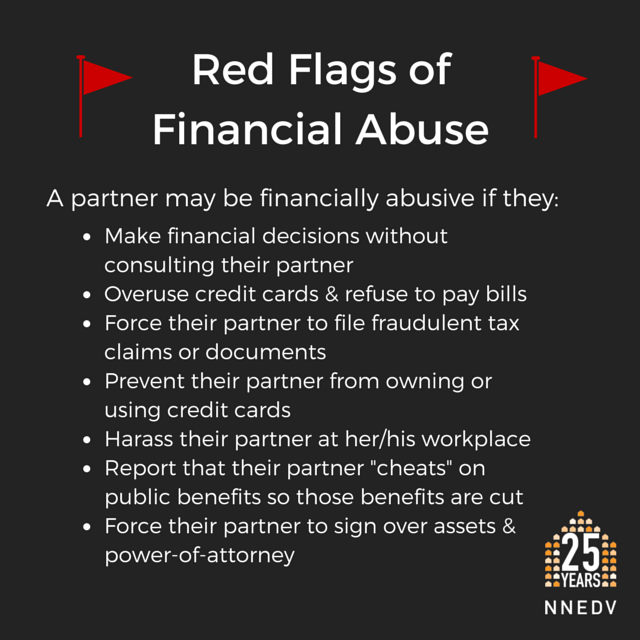 Red Flags of
Financial Abuse
A partner may be financially abusive if they:
• Make financial decisions without
consulting their partner
• Overuse credit cards & refuse to pay bills
• Force their partner to file fraudulent tax
claims or documents
• Prevent their partner from owning or
using credit cards
• Harass their partner at her/his workplace
• Report that their partner "cheats" on
public benefits so those benefits are cut
• Force their partner to sign over assets &
power-of-attorney
25
YEARS
NNEDV